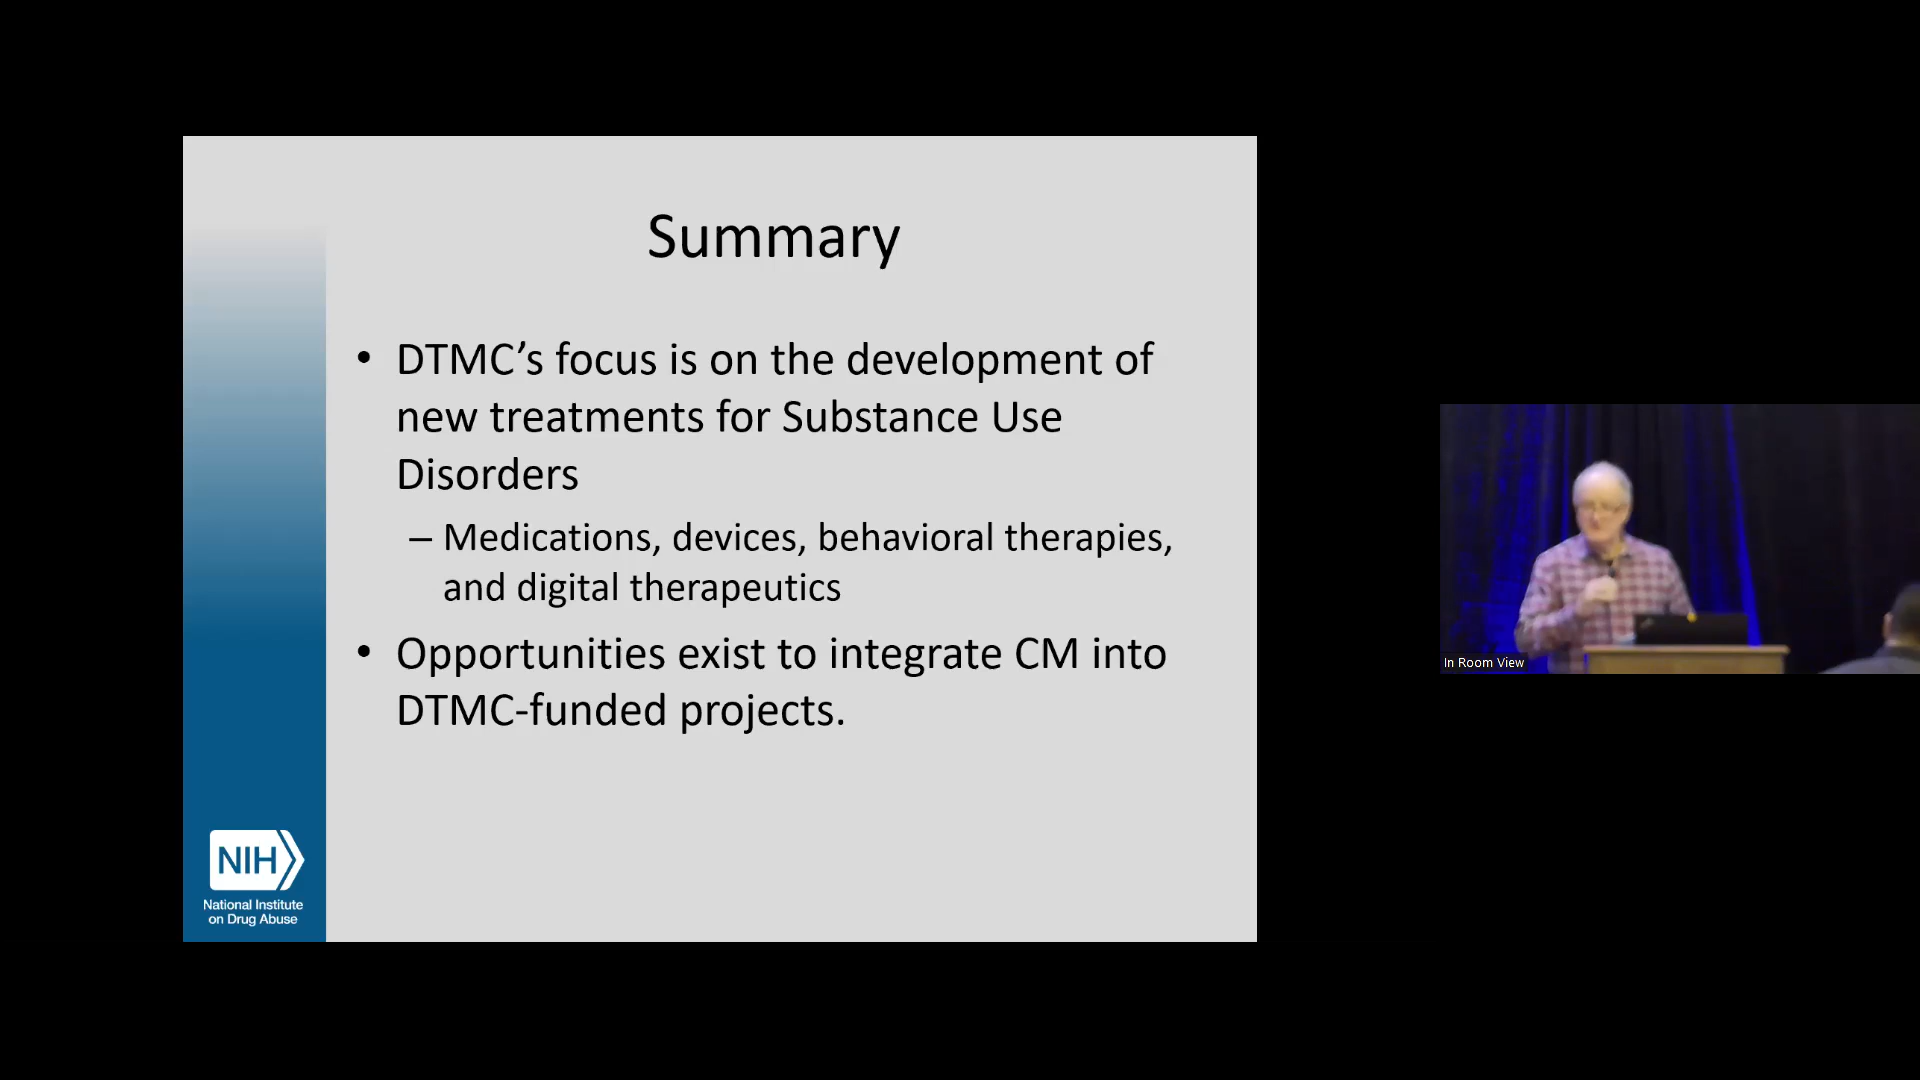 Summary
• DTMC’s focus is on the development of
new treatments for Substance Use
Disorders
– Medications, devices, behavioral therapies,
and digital therapeutics
• Opportunities exist to integrate CM into
DTMC-funded projects.
NIH
National Institute
on Drug Abuse
In Room View